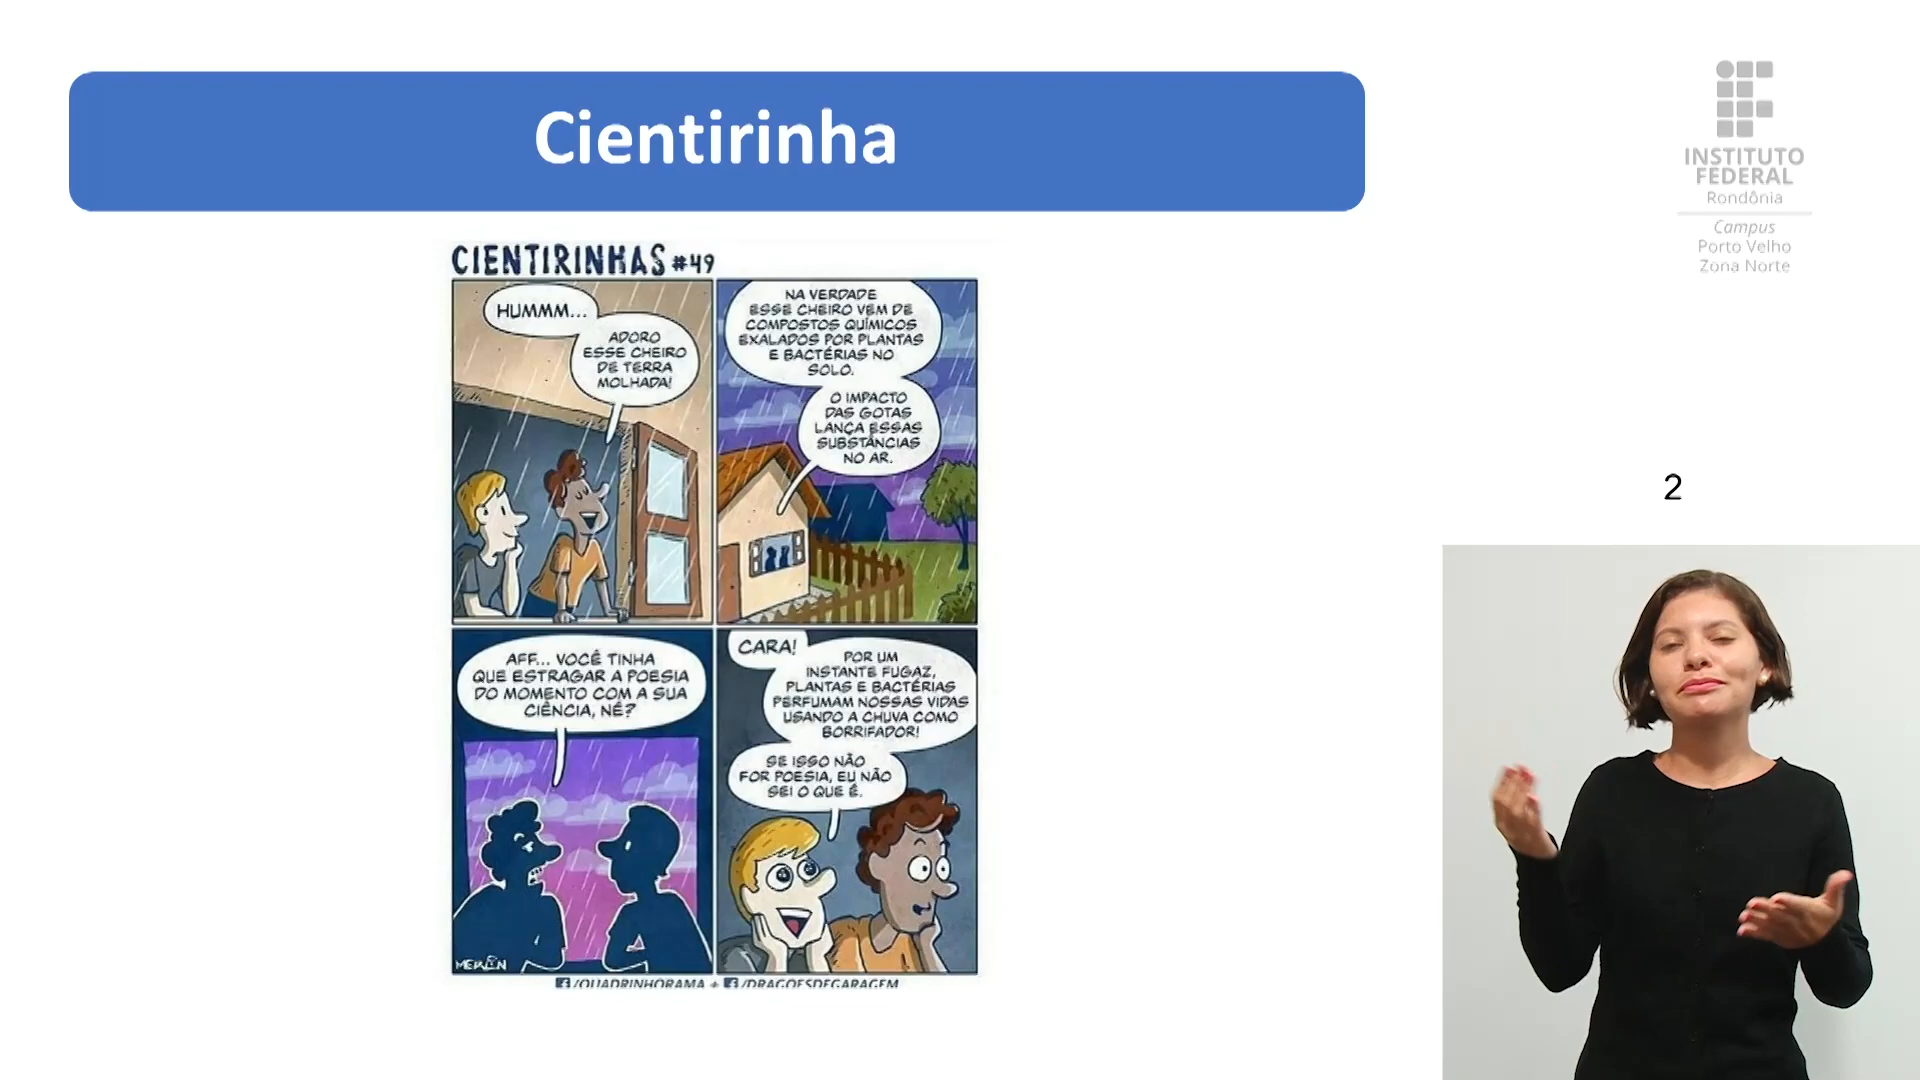 Cientirinha
INSTITUTO
FEDERAL
Rondônia
Campus
Porto Velho
Zona Norte
CIENTIRINHAS #49
HUMMM...
ADORO
ESSE CHEIRO
DE TERRA
MOLHADA!
NA VERDADE
ESSE CHEIRO VEM DE
COMPOSTOS QUÍMICOS
EXALADOS POR PLANTAS
E BACTÉRIAS NO
SOLO.
O IMPACTO
DAS GOTAS
LANÇA ESSAS
SUBSTÂNCIAS
NO AR.
AFF... VOCÊ TINHA
QUE ESTRAGAR A POESIA
DO MOMENTO COM A SUA
CIÊNCIA, NÉ?
CARA!
POR UM
INSTANTE FUGAZ,
PLANTAS E BACTÉRIAS
PERFUMAM NOSSAS VIDAS
USANDO A CHUVA COMO
BORRIFADOR!
SE ISSO NÃO
FOR POESIA, EU NÃO
SEI O QUE É.
MERLIN
/QUADRINHORAMA + /DRAGOESDEGARAGEM
2